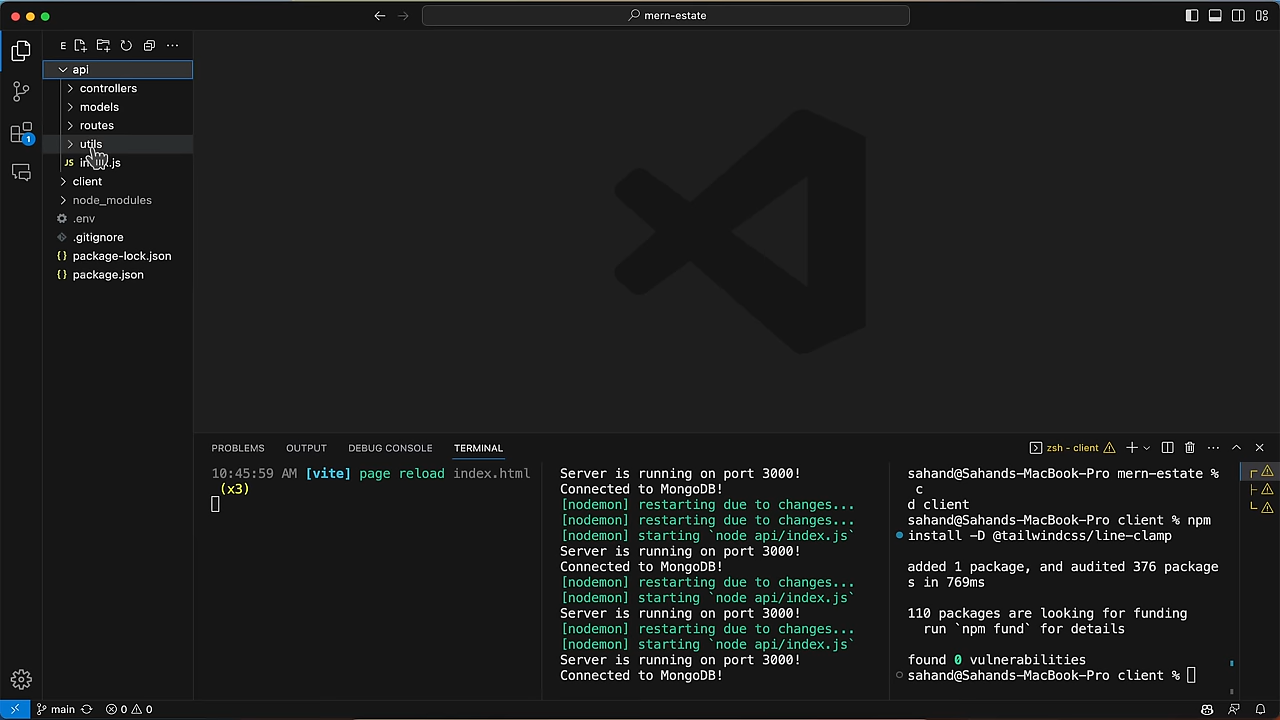 mern-estate
E
api
controllers
models
routes
utils
JS
client
node_modules
.env
.gitignore
{} package-lock.json
{} package.json
1
PROBLEMS
OUTPUT
DEBUG CONSOLE
TERMINAL
zsh - client
10:45:59 AM [vite] page reload index.html
(x3)
Server is running on port 3000!
Connected to MongoDB!
[nodemon] restarting due to changes...
[nodemon] restarting due to changes...
[nodemon] starting `node api/index.js`
Server is running on port 3000!
Connected to MongoDB!
[nodemon] restarting due to changes...
[nodemon] starting `node api/index.js`
Server is running on port 3000!
[nodemon] restarting due to changes...
[nodemon] starting `node api/index.js`
Server is running on port 3000!
Connected to MongoDB!
sahand@Sahands-MacBook-Pro mern-estate %
c
d client
sahand@Sahands-MacBook-Pro client % npm
install -D @tailwindcss/line-clamp
added 1 package, and audited 376 package
s in 769ms
110 packages are looking for funding
run `npm fund` for details
found 0 vulnerabilities
sahand@Sahands-MacBook-Pro client %
main
0
0